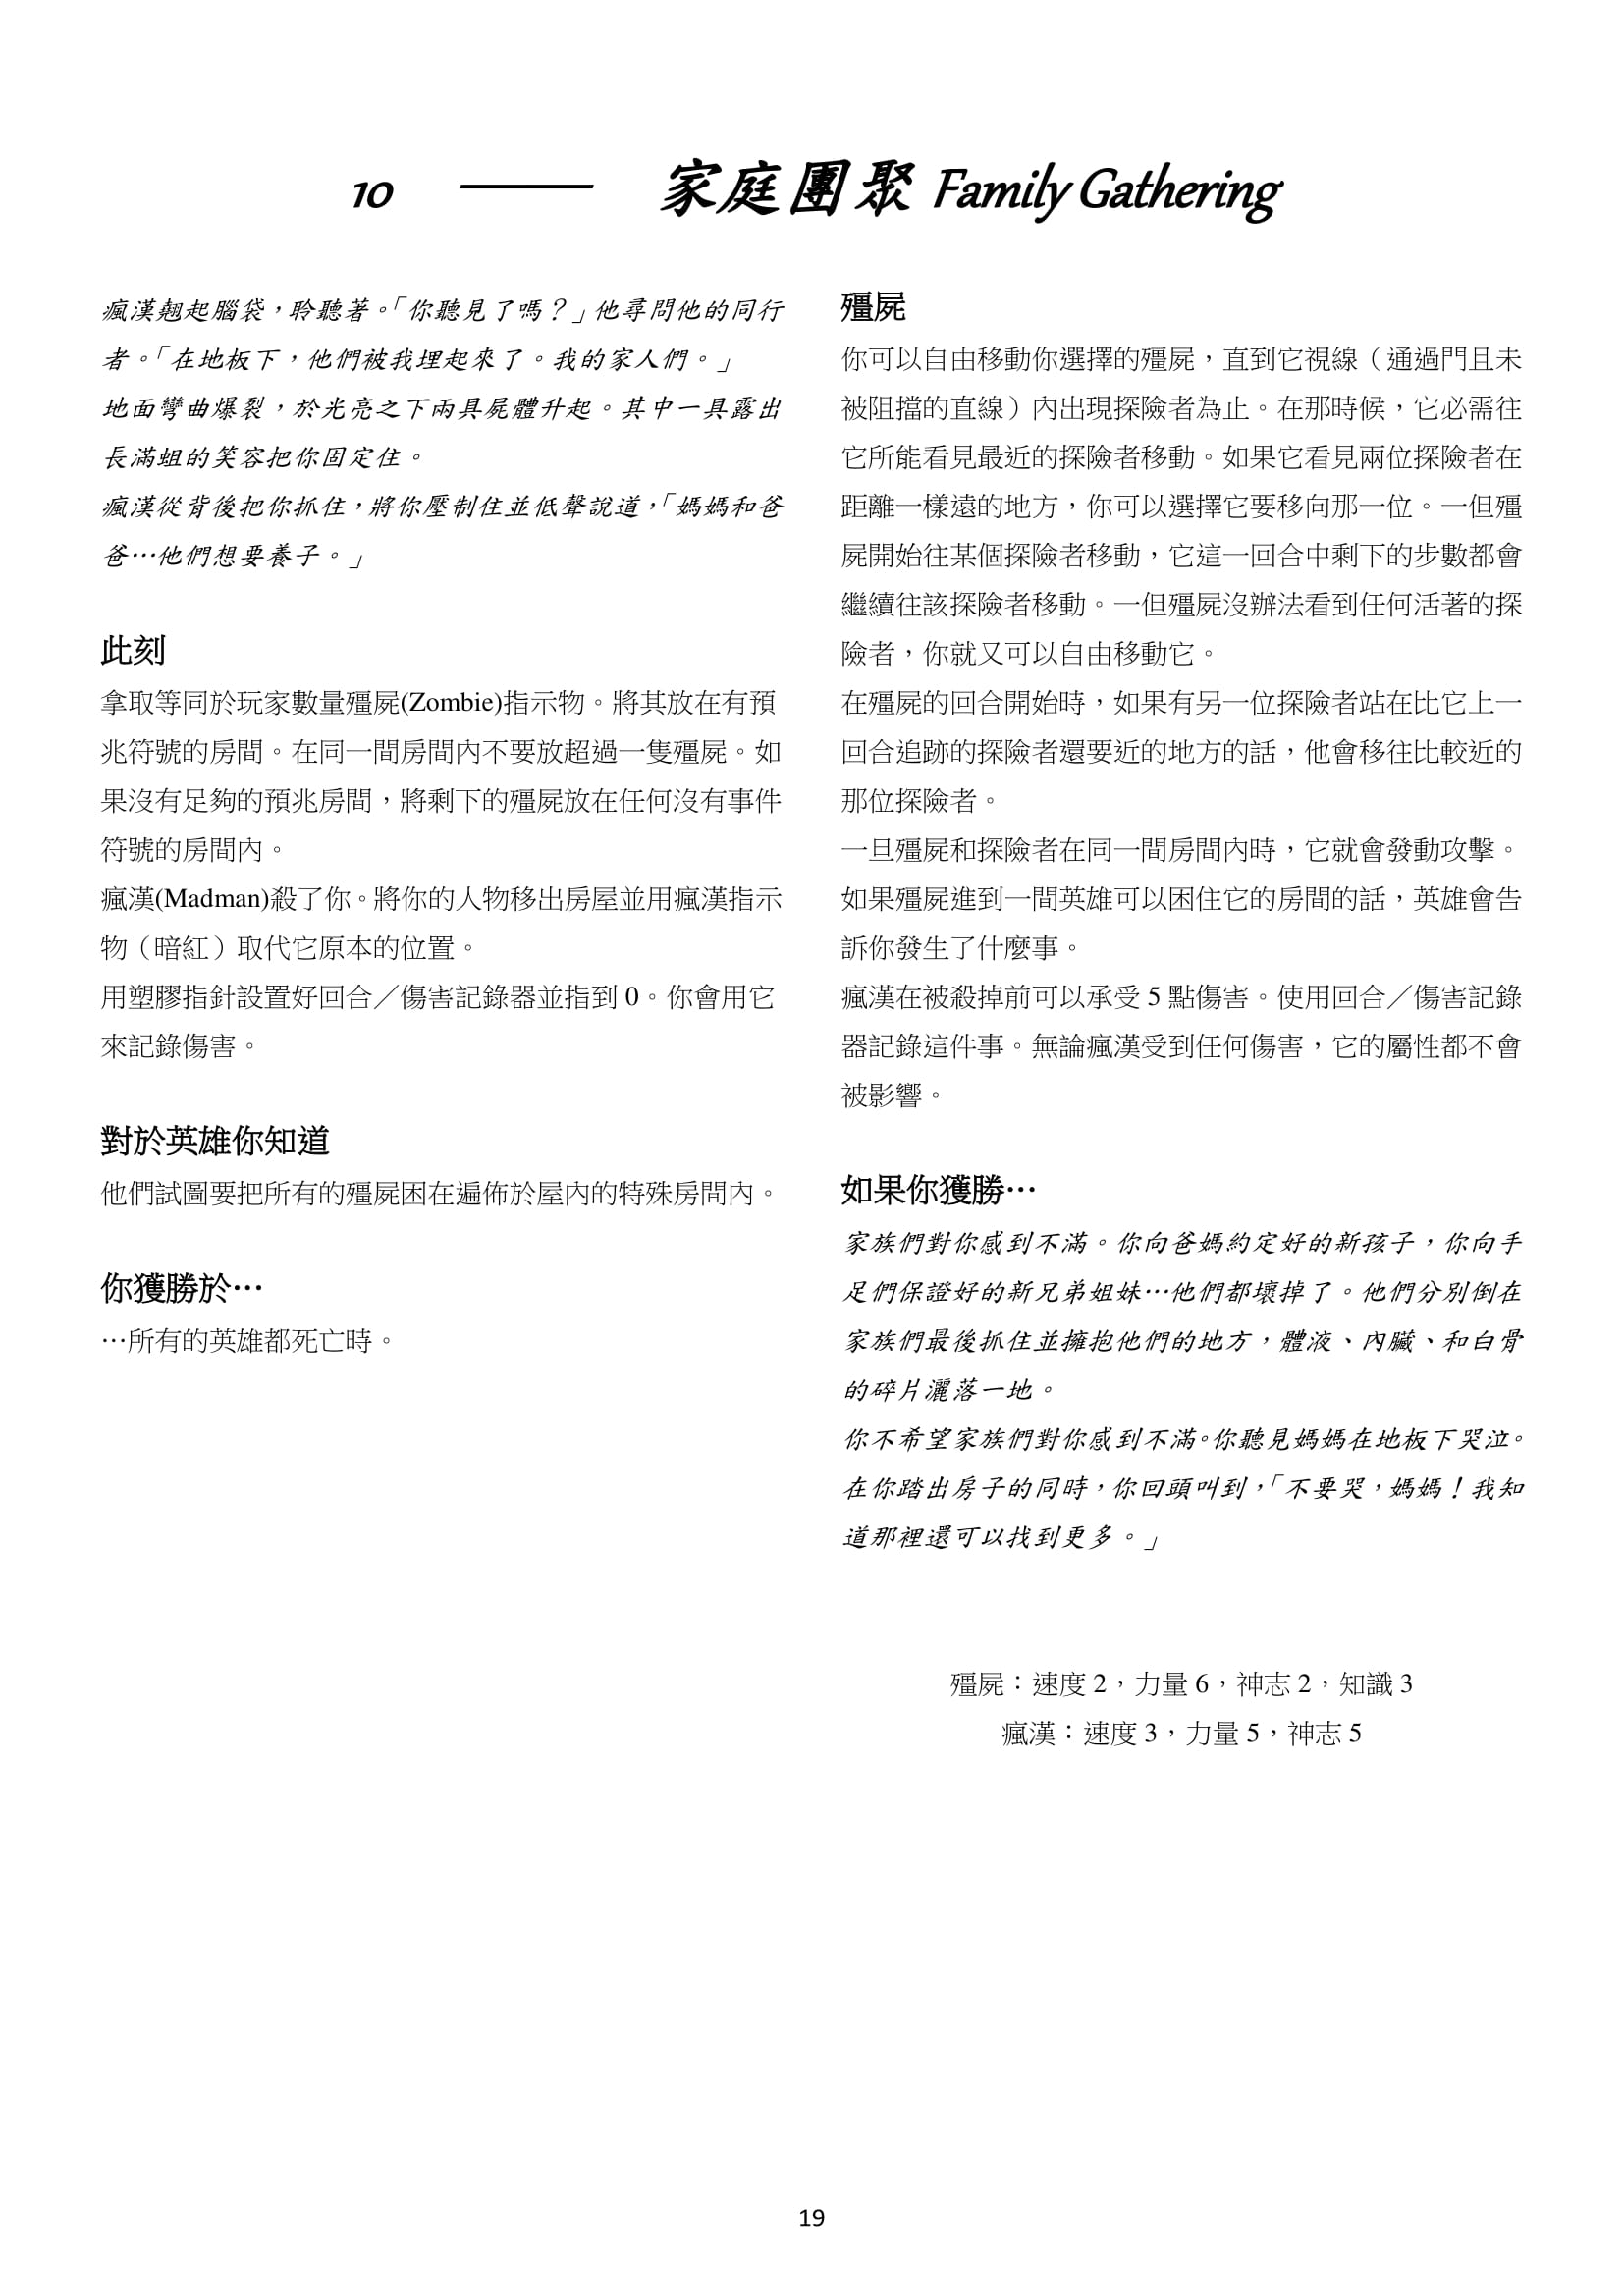 10 —— 家庭團聚 Family Gathering
瘋漢翹起腦袋，聆聽著。「你聽見了嗎？」他尋問他的同行
者。「在地板下，他們被我埋起來了。我的家人們。」
地面彎曲爆裂，於光亮之下兩具屍體升起。其中一具露出
長滿蛆的笑容把你固定住。
瘋漢從背後把你抓住，將你壓制住並低聲說道，「媽媽和爸
爸…他們想要養子。」
此刻
拿取等同於玩家數量殭屍(Zombie)指示物。將其放在有預
兆符號的房間。在同一間房間內不要放超過一隻殭屍。如
果沒有足夠的預兆房間，將剩下的殭屍放在任何沒有事件
符號的房間內。
瘋漢(Madman)殺了你。將你的人物移出房屋並用瘋漢指示
物（暗紅）取代它原本的位置。
用塑膠指針設置好回合／傷害記錄器並指到 0。你會用它
來記錄傷害。
對於英雄你知道
他們試圖要把所有的殭屍困在遍佈於屋內的特殊房間內。
你獲勝於…
…所有的英雄都死亡時。
殭屍
你可以自由移動你選擇的殭屍，直到它視線（通過門且未
被阻擋的直線）內出現探險者為止。在那時候，它必需往
它所能看見最近的探險者移動。如果它看見兩位探險者在
距離一樣遠的地方，你可以選擇它要移向那一位。一但殭
屍開始往某個探險者移動，它這一回合中剩下的步數都會
繼續往該探險者移動。一但殭屍沒辦法看到任何活著的探
險者，你就又可以自由移動它。
在殭屍的回合開始時，如果有另一位探險者站在比它上一
回合追跡的探險者還要近的地方的話，他會移往比較近的
那位探險者。
一旦殭屍和探險者在同一間房間內時，它就會發動攻擊。
如果殭屍進到一間英雄可以困住它的房間的話，英雄會告
訴你發生了什麼事。
瘋漢在被殺掉前可以承受 5 點傷害。使用回合／傷害記錄
器記錄這件事。無論瘋漢受到任何傷害，它的屬性都不會
被影響。
如果你獲勝…
家族們對你感到不滿。你向爸媽約定好的新孩子，你向手
足們保證好的新兄弟姐妹…他們都壞掉了。他們分別倒在
家族們最後抓住並擁抱他們的地方，體液、內臟、和白骨
的碎片灑落一地。
你不希望家族們對你感到不滿。你聽見媽媽在地板下哭泣。
在你踏出房子的同時，你回頭叫到，「不要哭，媽媽！我知
道那裡還可以找到更多。」
殭屍：速度 2，力量 6，神志 2，知識 3
瘋漢：速度 3，力量 5，神志 5
19